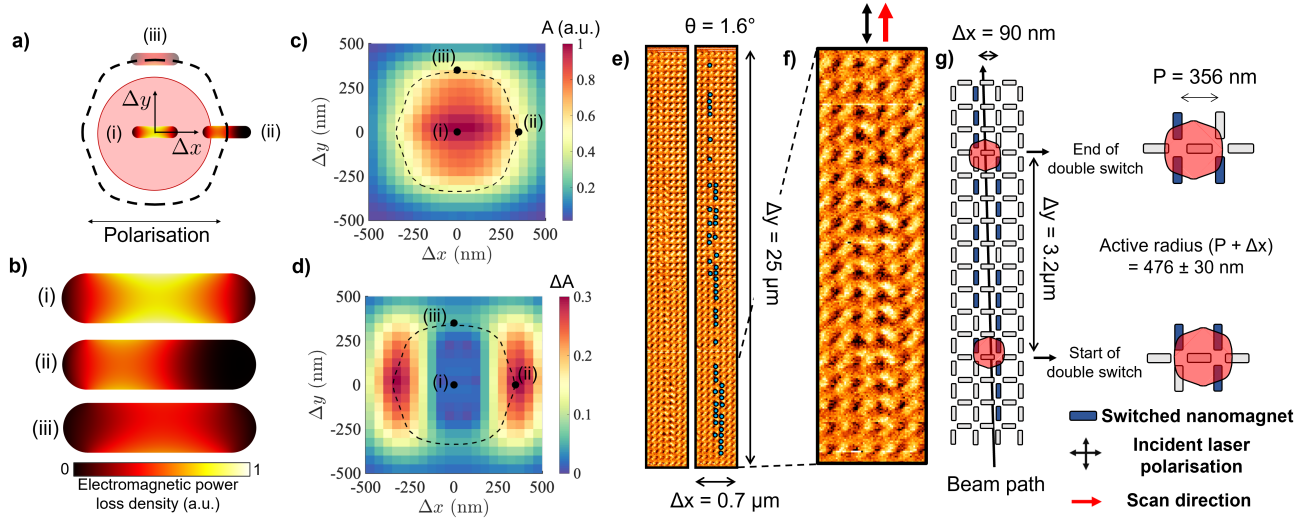 a)
(iii)
Δy
(i)
Δx
(ii)
Polarisation
b)
(i)
(ii)
(iii)
0
1
Electromagnetic power
loss density (a.u.)
c)
A (a.u.)
500
250
0
-250
-500
Δy (nm)
(iii)
(i)
(ii)
-500 -250 0 250 500
Δx (nm)
1
0.8
0.6
0.4
0.2
d)
ΔA
500
250
0
-250
-500
Δy (nm)
(iii)
(i)
(ii)
-500 -250 0 250 500
Δx (nm)
0.3
0.2
0.1
0
e)
θ = 1.6°
Δy = 25 μm
Δx = 0.7 μm
f)
g)
Δx = 90 nm
Δy = 3.2μm
Beam path
End of
double switch
Start of
double switch
P = 356 nm
Active radius (P + Δx)
= 476 ± 30 nm
Switched nanomagnet
Incident laser
polarisation
Scan direction